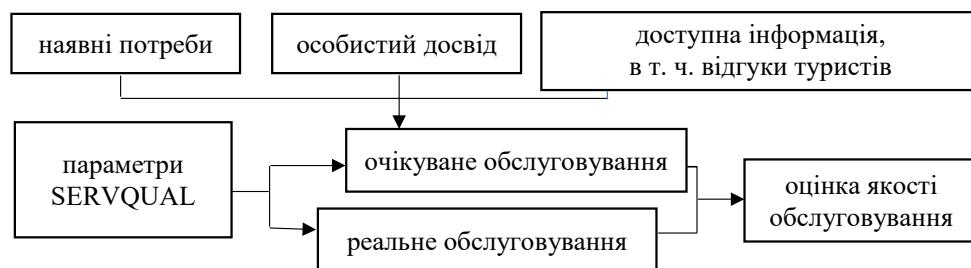 наявні потреби
особистий досвід
доступна інформація,
в т. ч. відгуки туристів
параметри
SERVQUAL
очікуване обслуговування
реальне обслуговування
оцінка якості
обслуговування